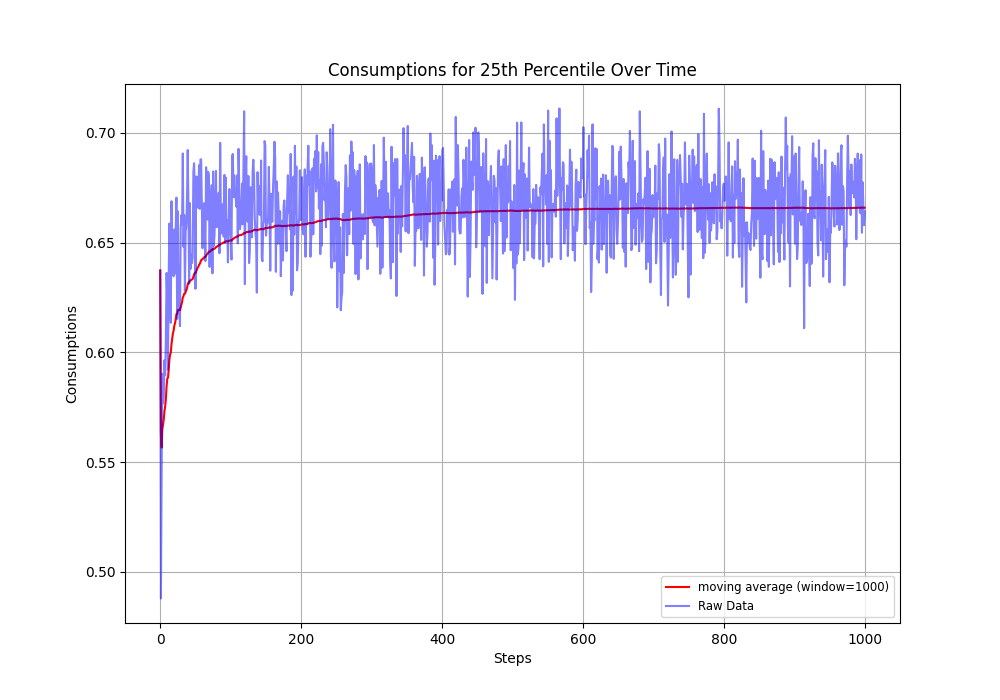 Consumptions for 25th Percentile Over Time
Consumptions
0.70
0.65
0.60
0.55
0.50
0
200
400
600
800
1000
Steps
moving average (window=1000)
Raw Data